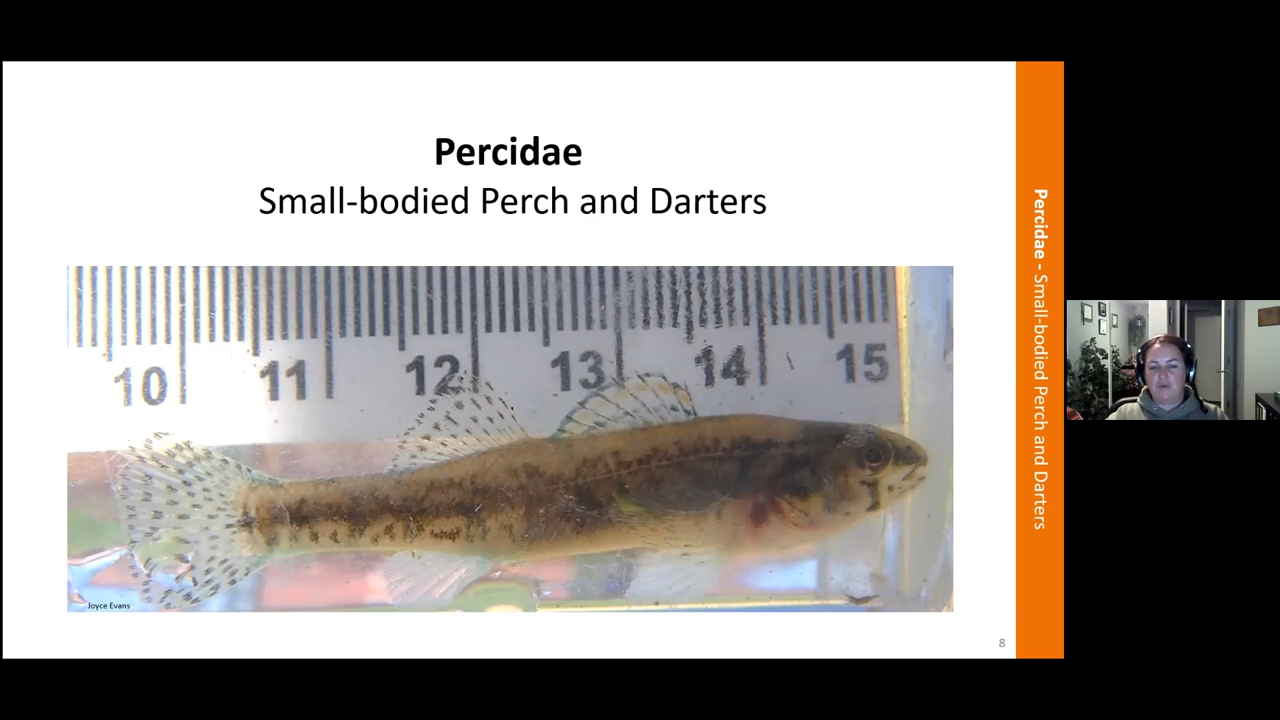 Percidae
Small-bodied Perch and Darters
10 11 12 13 14 15
Joyce Evans
8
Percidae - Small-bodied Perch and Darters